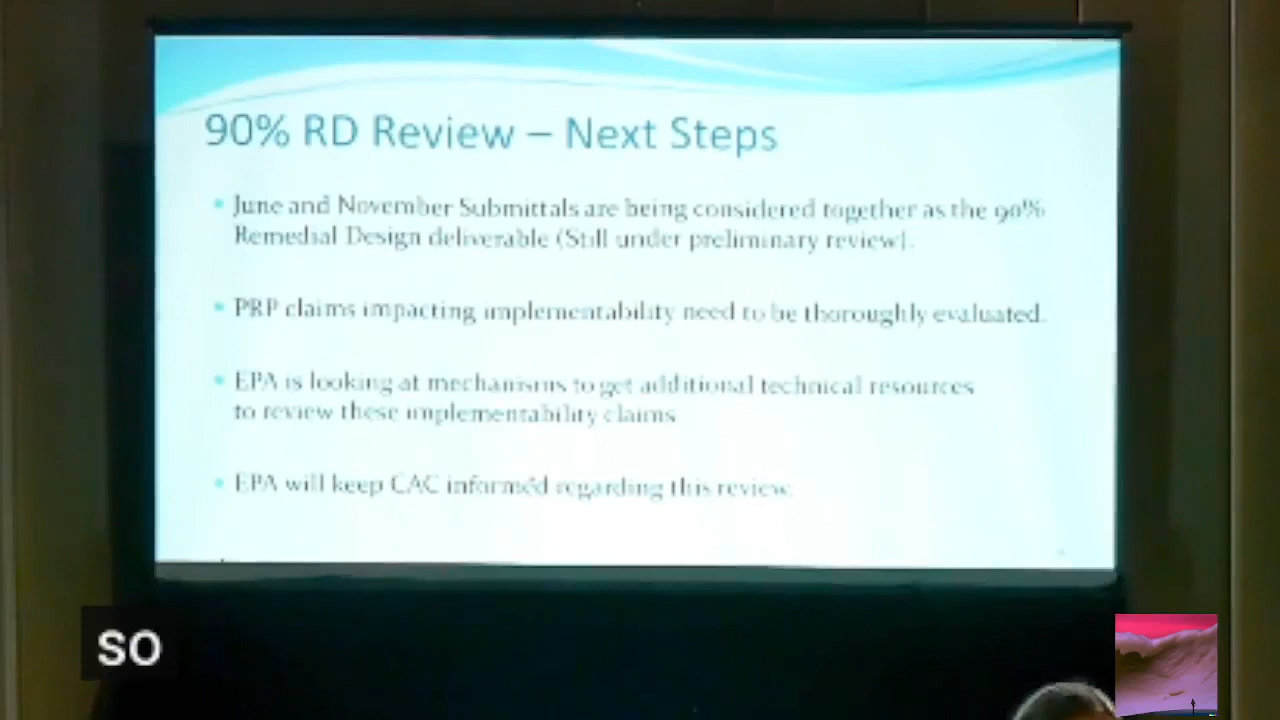 90% RD Review – Next Steps
• June and November Submittals are being considered together as the 90%
Remedial Design deliverable (Still under preliminary review).
• PRP claims impacting implementability need to be thoroughly evaluated.
• EPA is looking at mechanisms to get additional technical resources
to review these implementability claims
• EPA will keep CAC informed regarding this review.
SO